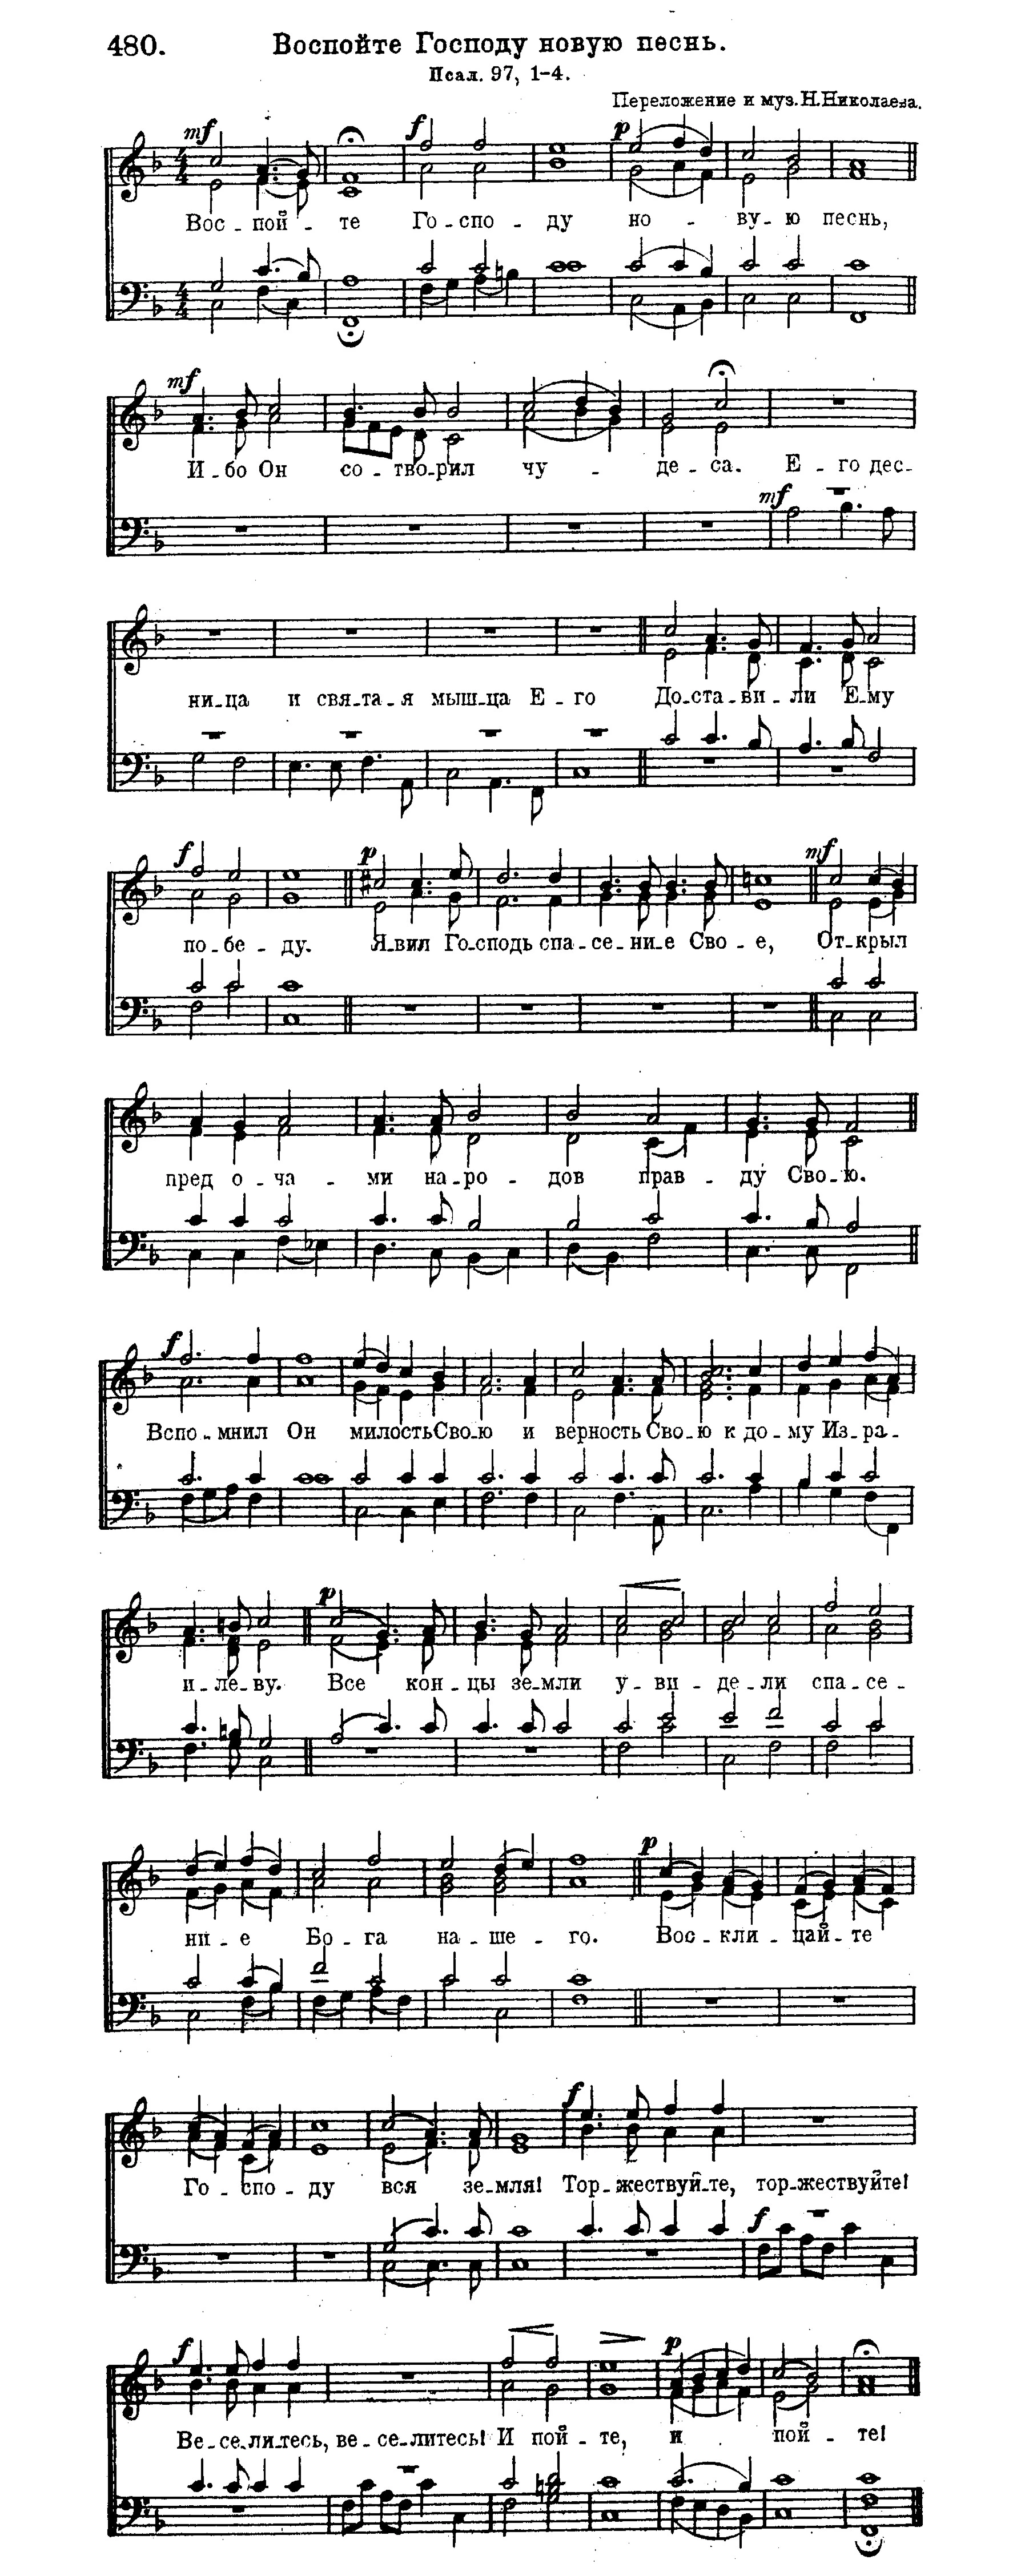 480. Воспойте Господу новую песнь.
Псал. 97, 1-4.
Переложение и муз. Н. Николаева.
mf f p
Вос - пой - те Го - спо - ду но - ву - ю песнь,
mf
И - бо Он со - тво - рил чу - де - са. Е - го дес -
mf
ни - ца и свя - та - я мыш - ца Е - го До - ста - ви - ли Е - му
f p mf
по - бе - ду. Я - вил Го - сподь спа - се - ни - е Сво - е, От - крыл
пред о - ча - ми на - ро - дов прав - ду Сво - ю.
f
Вспо - мнил Он милость Сво - ю и верность Сво - ю к до - му Из - ра -
p
и - ле - ву. Все кон - цы зе - мли у - ви - де - ли спа - се -
p
ни - е Бо - га на - ше - го. Вос - кли - цай - те
f
Го - спо - ду вся зе - мля! Тор - жествуй - те, тор - жествуйте!
f
f p
Ве - се - ли - тесь, ве - се - литесь! И пой - те, и пой - те!